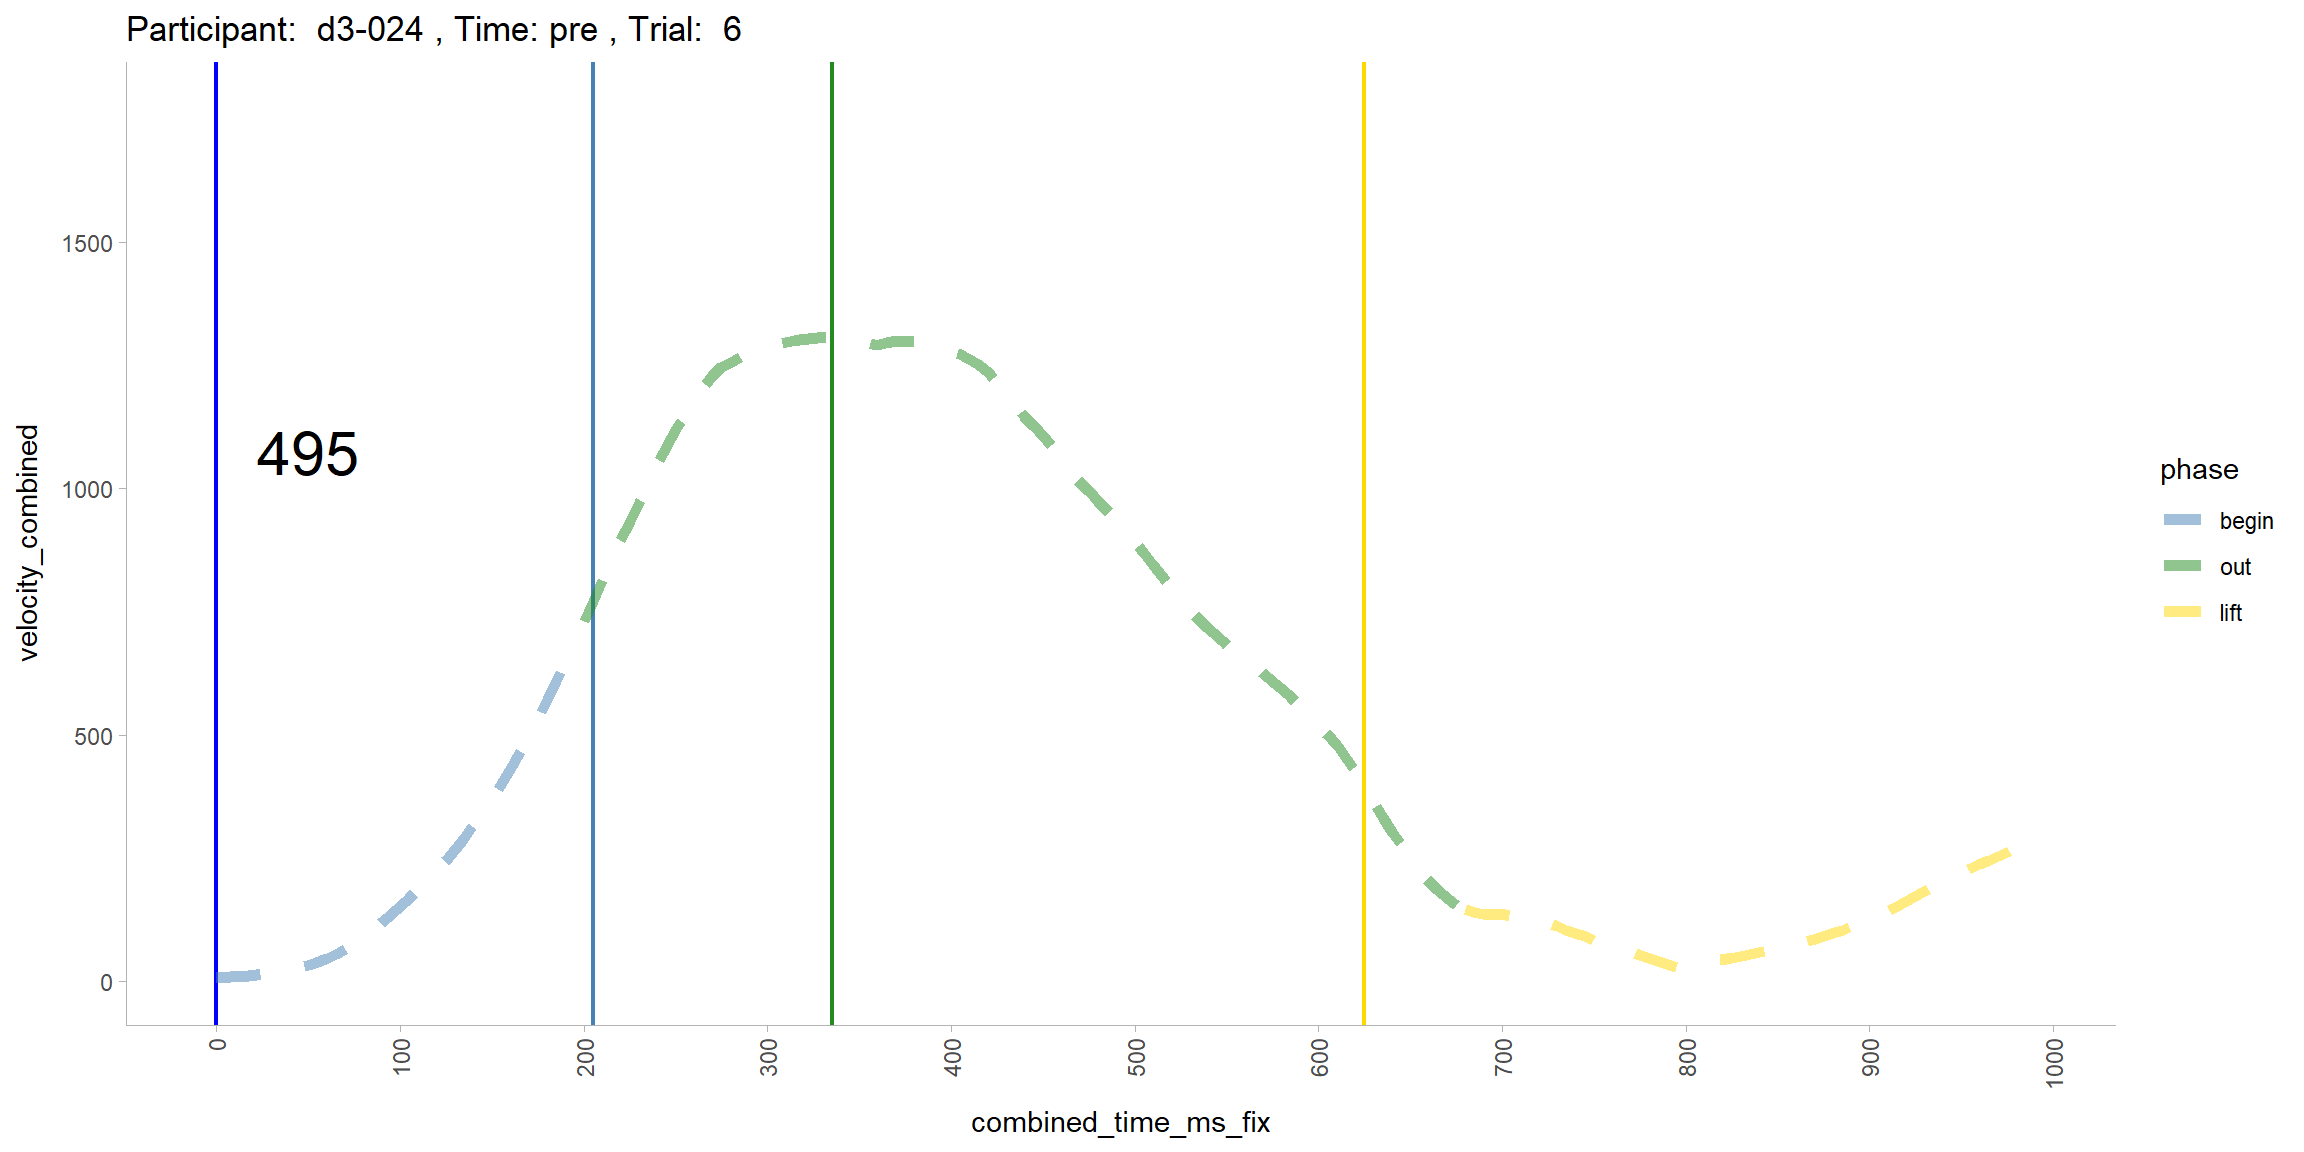 Participant:  d3-024 , Time: pre , Trial:  6
1500
1000
500
0
495
velocity_combined
0 100 200 300 400 500 600 700 800 900 1000
combined_time_ms_fix
phase
begin
out
lift